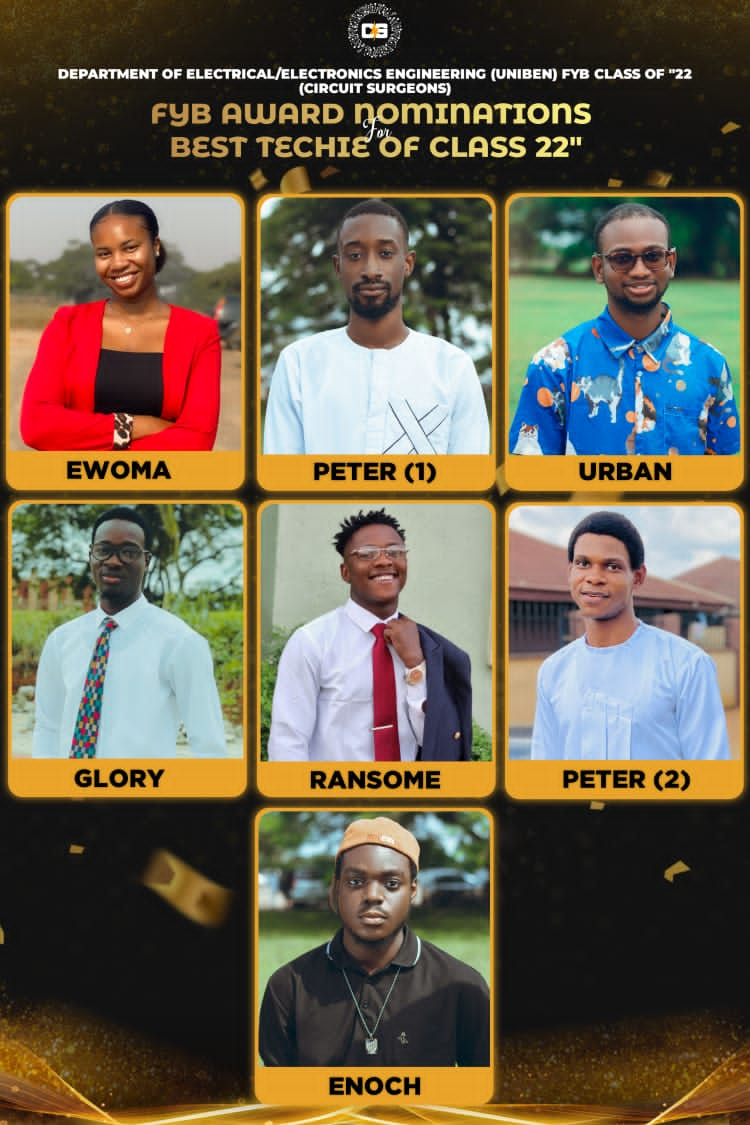 CS
DEPARTMENT OF ELECTRICAL/ELECTRONICS ENGINEERING (UNIBEN) FYB CLASS OF "22
(CIRCUIT SURGEONS)
FYB AWARD NOMINATIONS
For
BEST TECHIE OF CLASS 22"
EWOMA
PETER (1)
URBAN
GLORY
RANSOME
PETER (2)
ENOCH